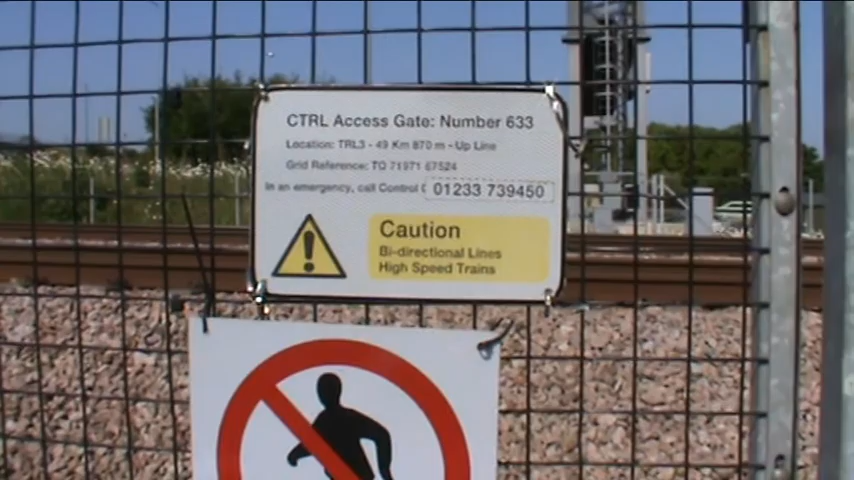 CTRL Access Gate: Number 633
Location: TRL3 - 49 Km 870 m - Up Line
Grid Reference: TQ 71971 67524
In an emergency, call Control 01233 739450
Caution
Bi-directional Lines
High Speed Trains